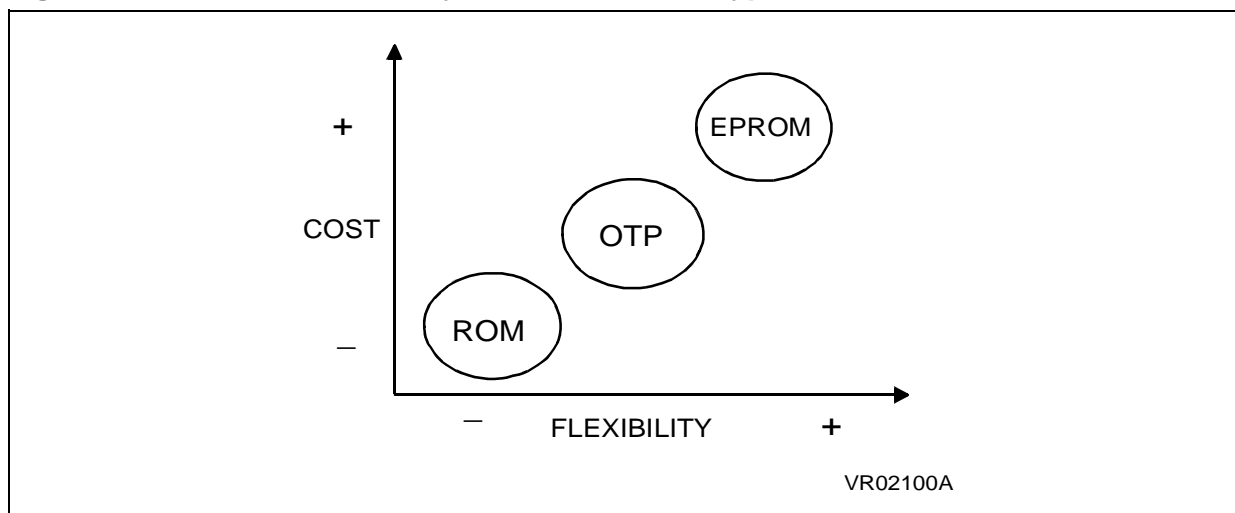 +
EPROM
COST
OTP
ROM
–
– FLEXIBILITY +
VR02100A